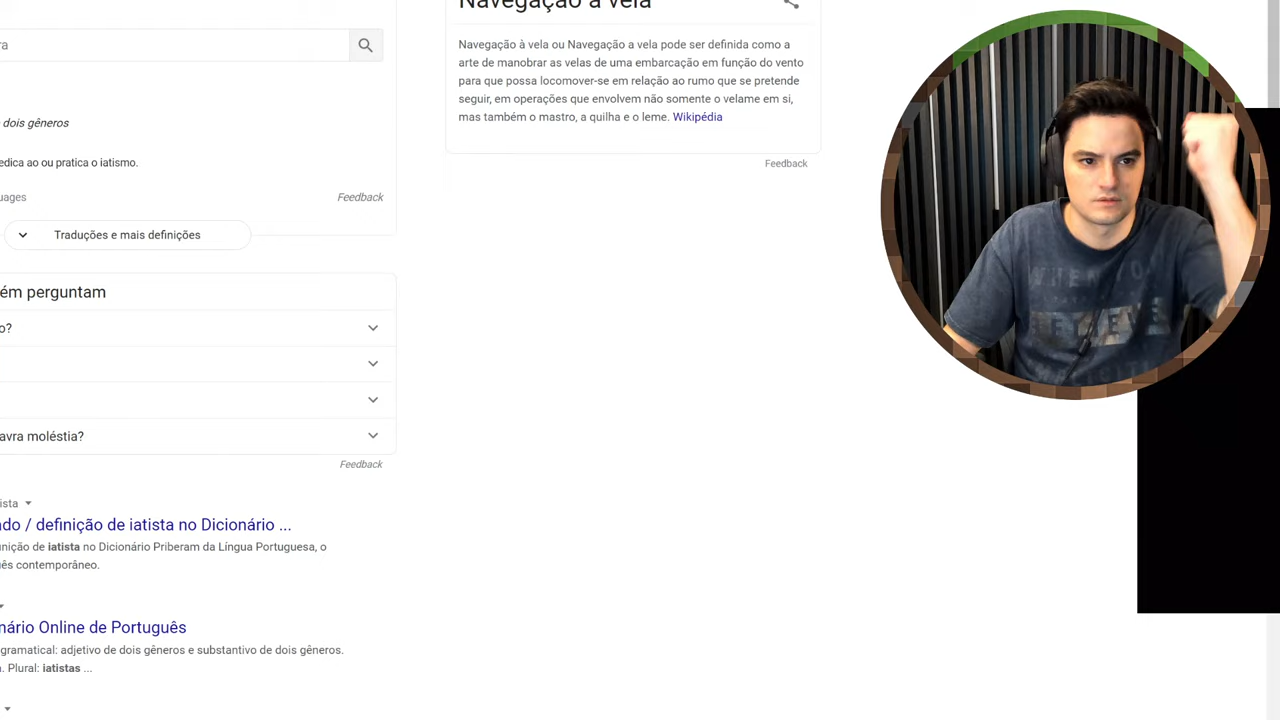 ra
dois gêneros
edica ao ou pratica o iatismo.
uages
Feedback
Traduções e mais definições
ém perguntam
o?
avra moléstia?
Feedback
ista
do / definição de iatista no Dicionário ...
nição de iatista no Dicionário Priberam da Língua Portuguesa, o
ês contemporâneo.
nário Online de Português
gramatical: adjetivo de dois gêneros e substantivo de dois gêneros.
. Plural: iatistas ...
Navegação à vela
Navegação à vela ou Navegação a vela pode ser definida como a
arte de manobrar as velas de uma embarcação em função do vento
para que possa locomover-se em relação ao rumo que se pretende
seguir, em operações que envolvem não somente o velame em si,
mas também o mastro, a quilha e o leme. Wikipédia
Feedback
WHEN YOU
BELIEVE